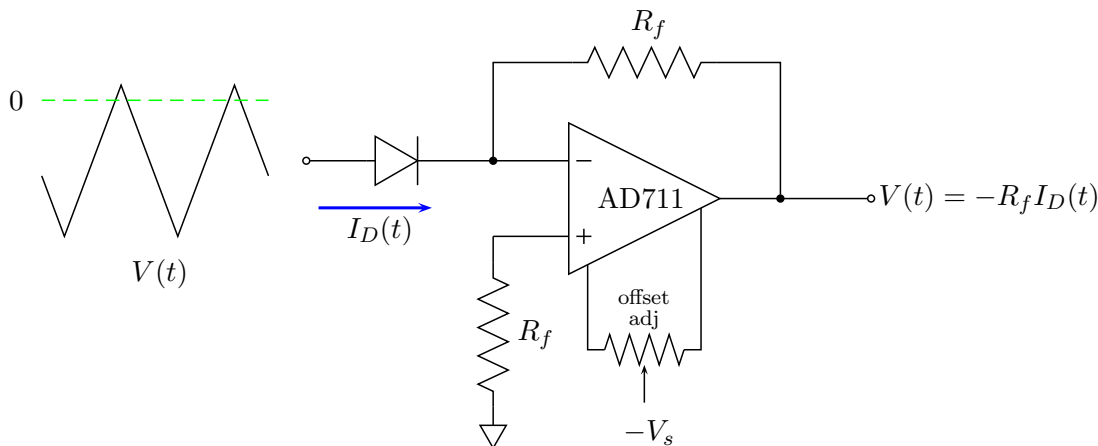 R_f
0
−
AD711
V(t) = −R_f I_D(t)
I_D(t)
+
V(t)
offset
adj
R_f
−V_s